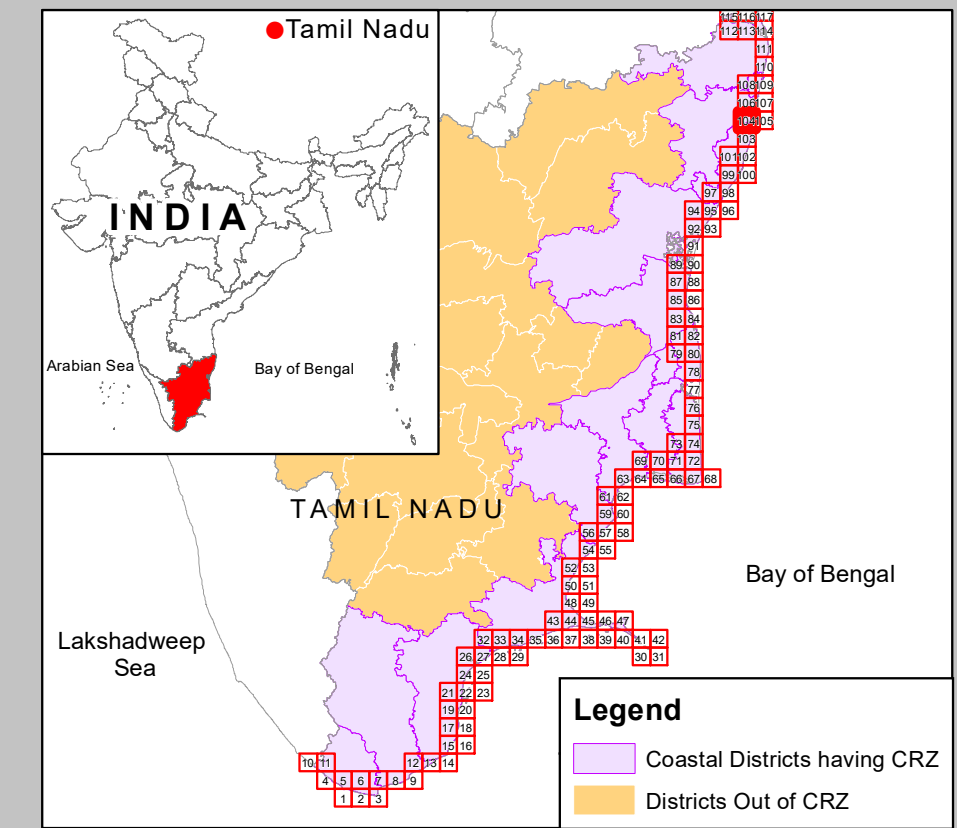 Tamil Nadu
INDIA
Arabian Sea
Bay of Bengal
115 116 117
112 113 114
111
110
108 109
106 107
104 105
103
101 102
99 100
97 98
94 95 96
92 93
91
89 90
87 88
85 86
83 84
81 82
79 80
78
77
76
75
73 74
69 70 71 72
63 64 65 66 67 68
61 62
59 60
56 57 58
54 55
52 53
50 51
48 49
43 44 45 46 47
32 33 34 35 36 37 38 39 40 41 42
26 27 28 29 30 31
24 25
21 22 23
19 20
17 18
15 16
10 11 12 13 14
4 5 6 7 8 9
1 2 3
TAMIL NADU
Bay of Bengal
Lakshadweep
Sea
Legend
Coastal Districts having CRZ
Districts Out of CRZ